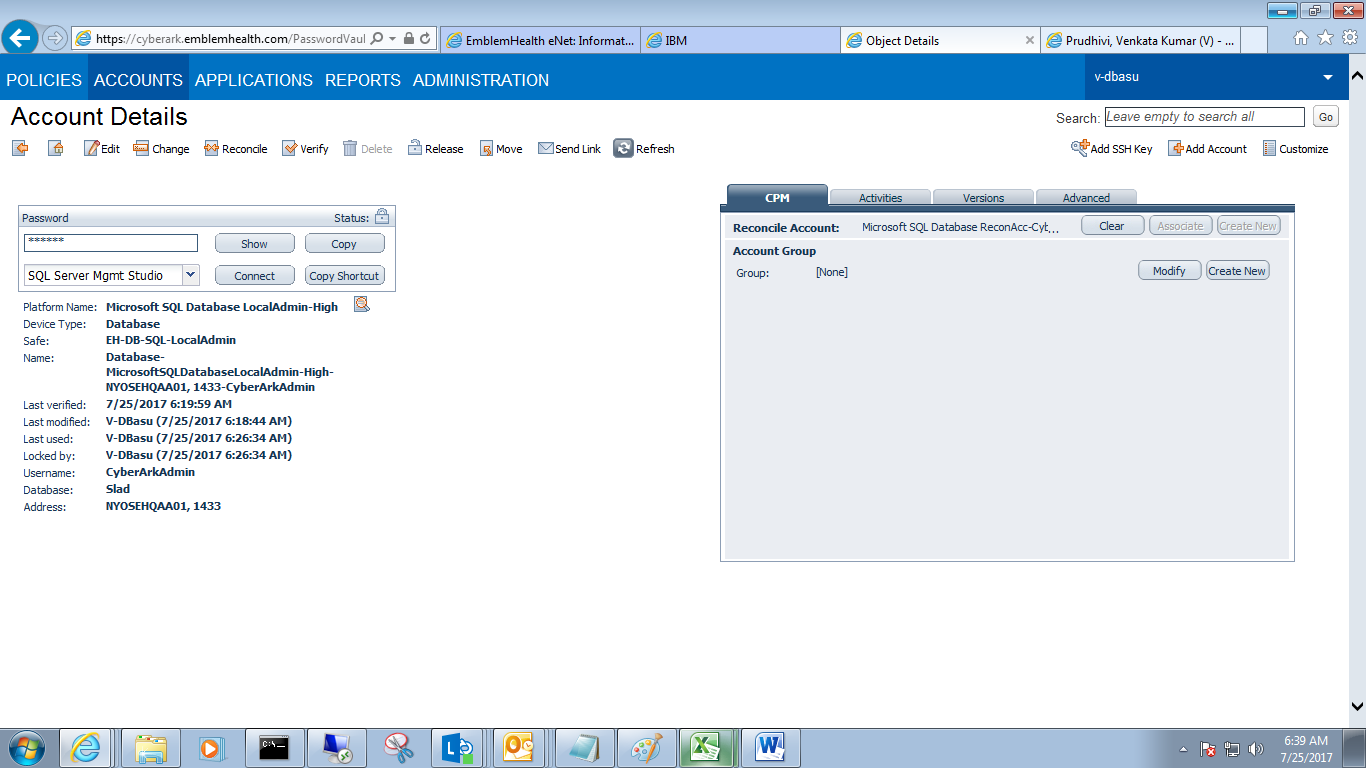 https://cyberark.emblemhealth.com/PasswordVaul
EmblemHealth eNet: Informat...
IBM
Object Details
Prudhivi, Venkata Kumar (V) - ...
POLICIES ACCOUNTS APPLICATIONS REPORTS ADMINISTRATION
v-dbasu
Account Details
Search: Leave empty to search all Go
Edit Change Reconcile Verify Delete Release Move Send Link Refresh
Add SSH Key Add Account Customize
Password Status:
****** Show Copy
SQL Server Mgmt Studio Connect Copy Shortcut
Platform Name: Microsoft SQL Database LocalAdmin-High
Device Type: Database
Safe: EH-DB-SQL-LocalAdmin
Name: Database-
MicrosoftSQLDatabaseLocalAdmin-High-
NYOSEHQAA01, 1433-CyberArkAdmin
Last verified: 7/25/2017 6:19:59 AM
Last modified: V-DBasu (7/25/2017 6:18:44 AM)
Last used: V-DBasu (7/25/2017 6:26:34 AM)
Locked by: V-DBasu (7/25/2017 6:26:34 AM)
Username: CyberArkAdmin
Database: Slad
Address: NYOSEHQAA01, 1433
CPM Activities Versions Advanced
Reconcile Account: Microsoft SQL Database ReconAcc-Cyt... Clear Associate Create New
Account Group
Group: [None] Modify Create New
6:39 AM
7/25/2017